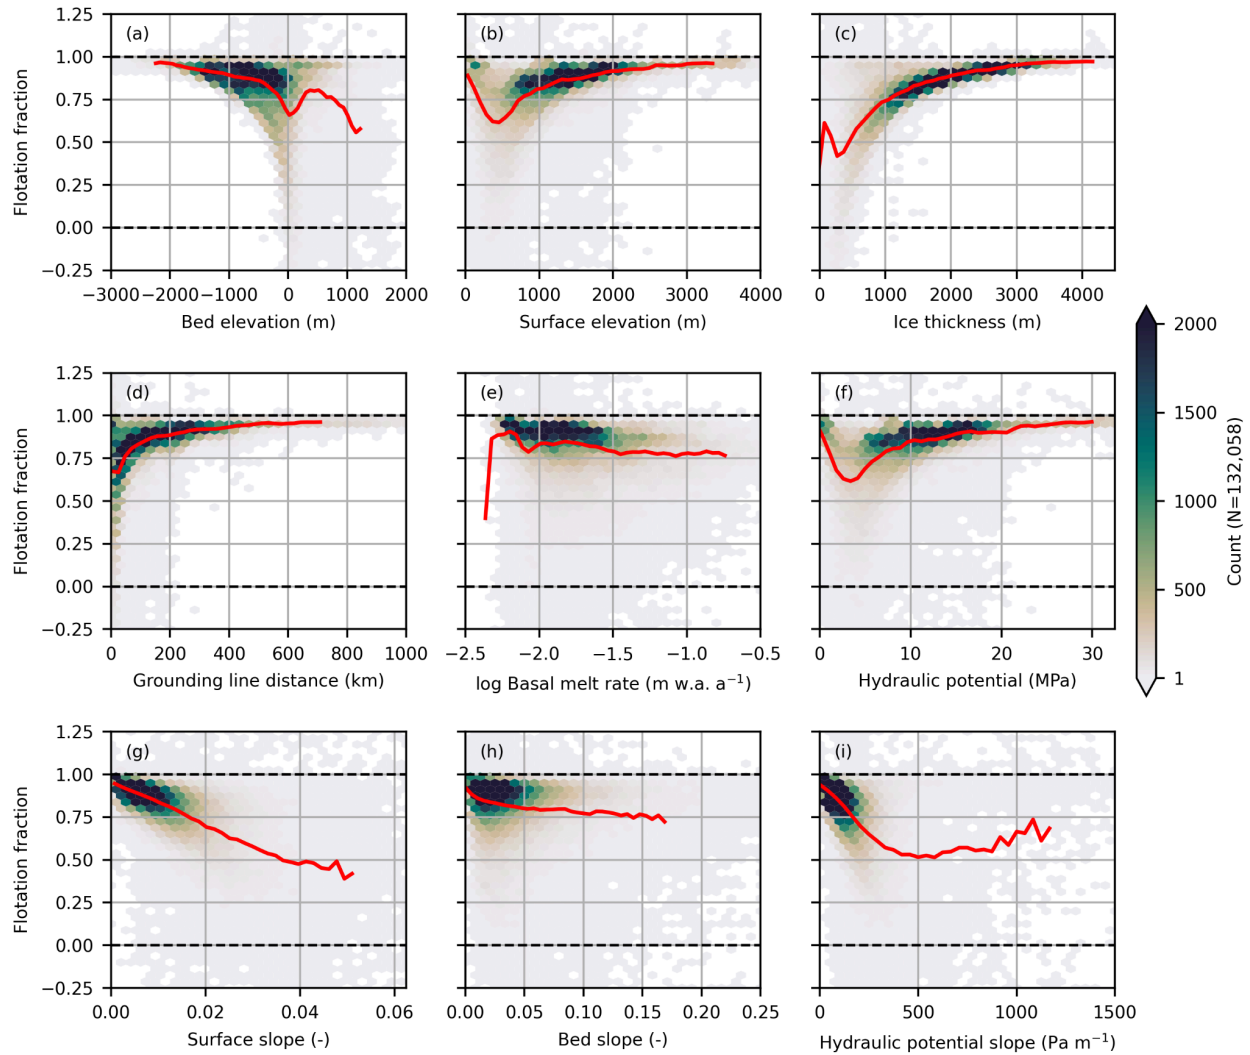 (a)
(b)
(c)
Flotation fraction
1.25
1.00
0.75
0.50
0.25
0.00
−0.25
−3000 −2000 −1000 0 1000 2000
0 1000 2000 3000 4000
0 1000 2000 3000 4000
Bed elevation (m)
Surface elevation (m)
Ice thickness (m)
(d)
(e)
(f)
Flotation fraction
1.25
1.00
0.75
0.50
0.25
0.00
−0.25
0 200 400 600 800 1000
−2.5 −2.0 −1.5 −1.0 −0.5
0 10 20 30
Grounding line distance (km)
log Basal melt rate (m w.a. a⁻¹)
Hydraulic potential (MPa)
(g)
(h)
(i)
Flotation fraction
1.25
1.00
0.75
0.50
0.25
0.00
−0.25
0.00 0.02 0.04 0.06
0.00 0.05 0.10 0.15 0.20 0.25
0 500 1000 1500
Surface slope (-)
Bed slope (-)
Hydraulic potential slope (Pa m⁻¹)
2000
1500
1000
500
1
Count (N=132,058)